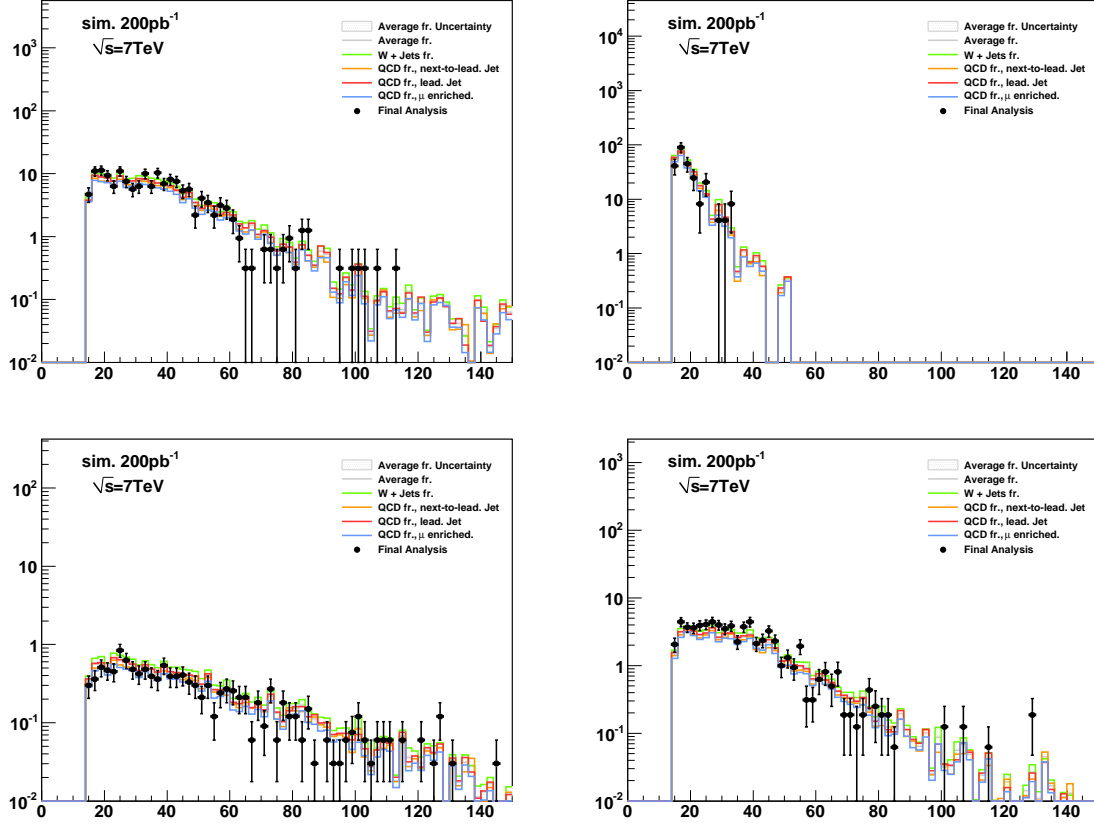 sim. 200pb⁻¹
√s=7TeV
Average fr. Uncertainty
Average fr.
W + Jets fr.
QCD fr., next-to-lead. Jet
QCD fr., lead. Jet
QCD fr., μ enriched.
Final Analysis
10³
10²
10
1
10⁻¹
10⁻²
0 20 40 60 80 100 120 140
sim. 200pb⁻¹
√s=7TeV
Average fr. Uncertainty
Average fr.
W + Jets fr.
QCD fr., next-to-lead. Jet
QCD fr., lead. Jet
QCD fr., μ enriched.
Final Analysis
10⁴
10³
10²
10
1
10⁻¹
10⁻²
0 20 40 60 80 100 120 140
sim. 200pb⁻¹
√s=7TeV
Average fr. Uncertainty
Average fr.
W + Jets fr.
QCD fr., next-to-lead. Jet
QCD fr., lead. Jet
QCD fr., μ enriched.
Final Analysis
10²
10
1
10⁻¹
10⁻²
0 20 40 60 80 100 120 140
sim. 200pb⁻¹
√s=7TeV
Average fr. Uncertainty
Average fr.
W + Jets fr.
QCD fr., next-to-lead. Jet
QCD fr., lead. Jet
QCD fr., μ enriched.
Final Analysis
10³
10²
10
1
10⁻¹
10⁻²
0 20 40 60 80 100 120 140